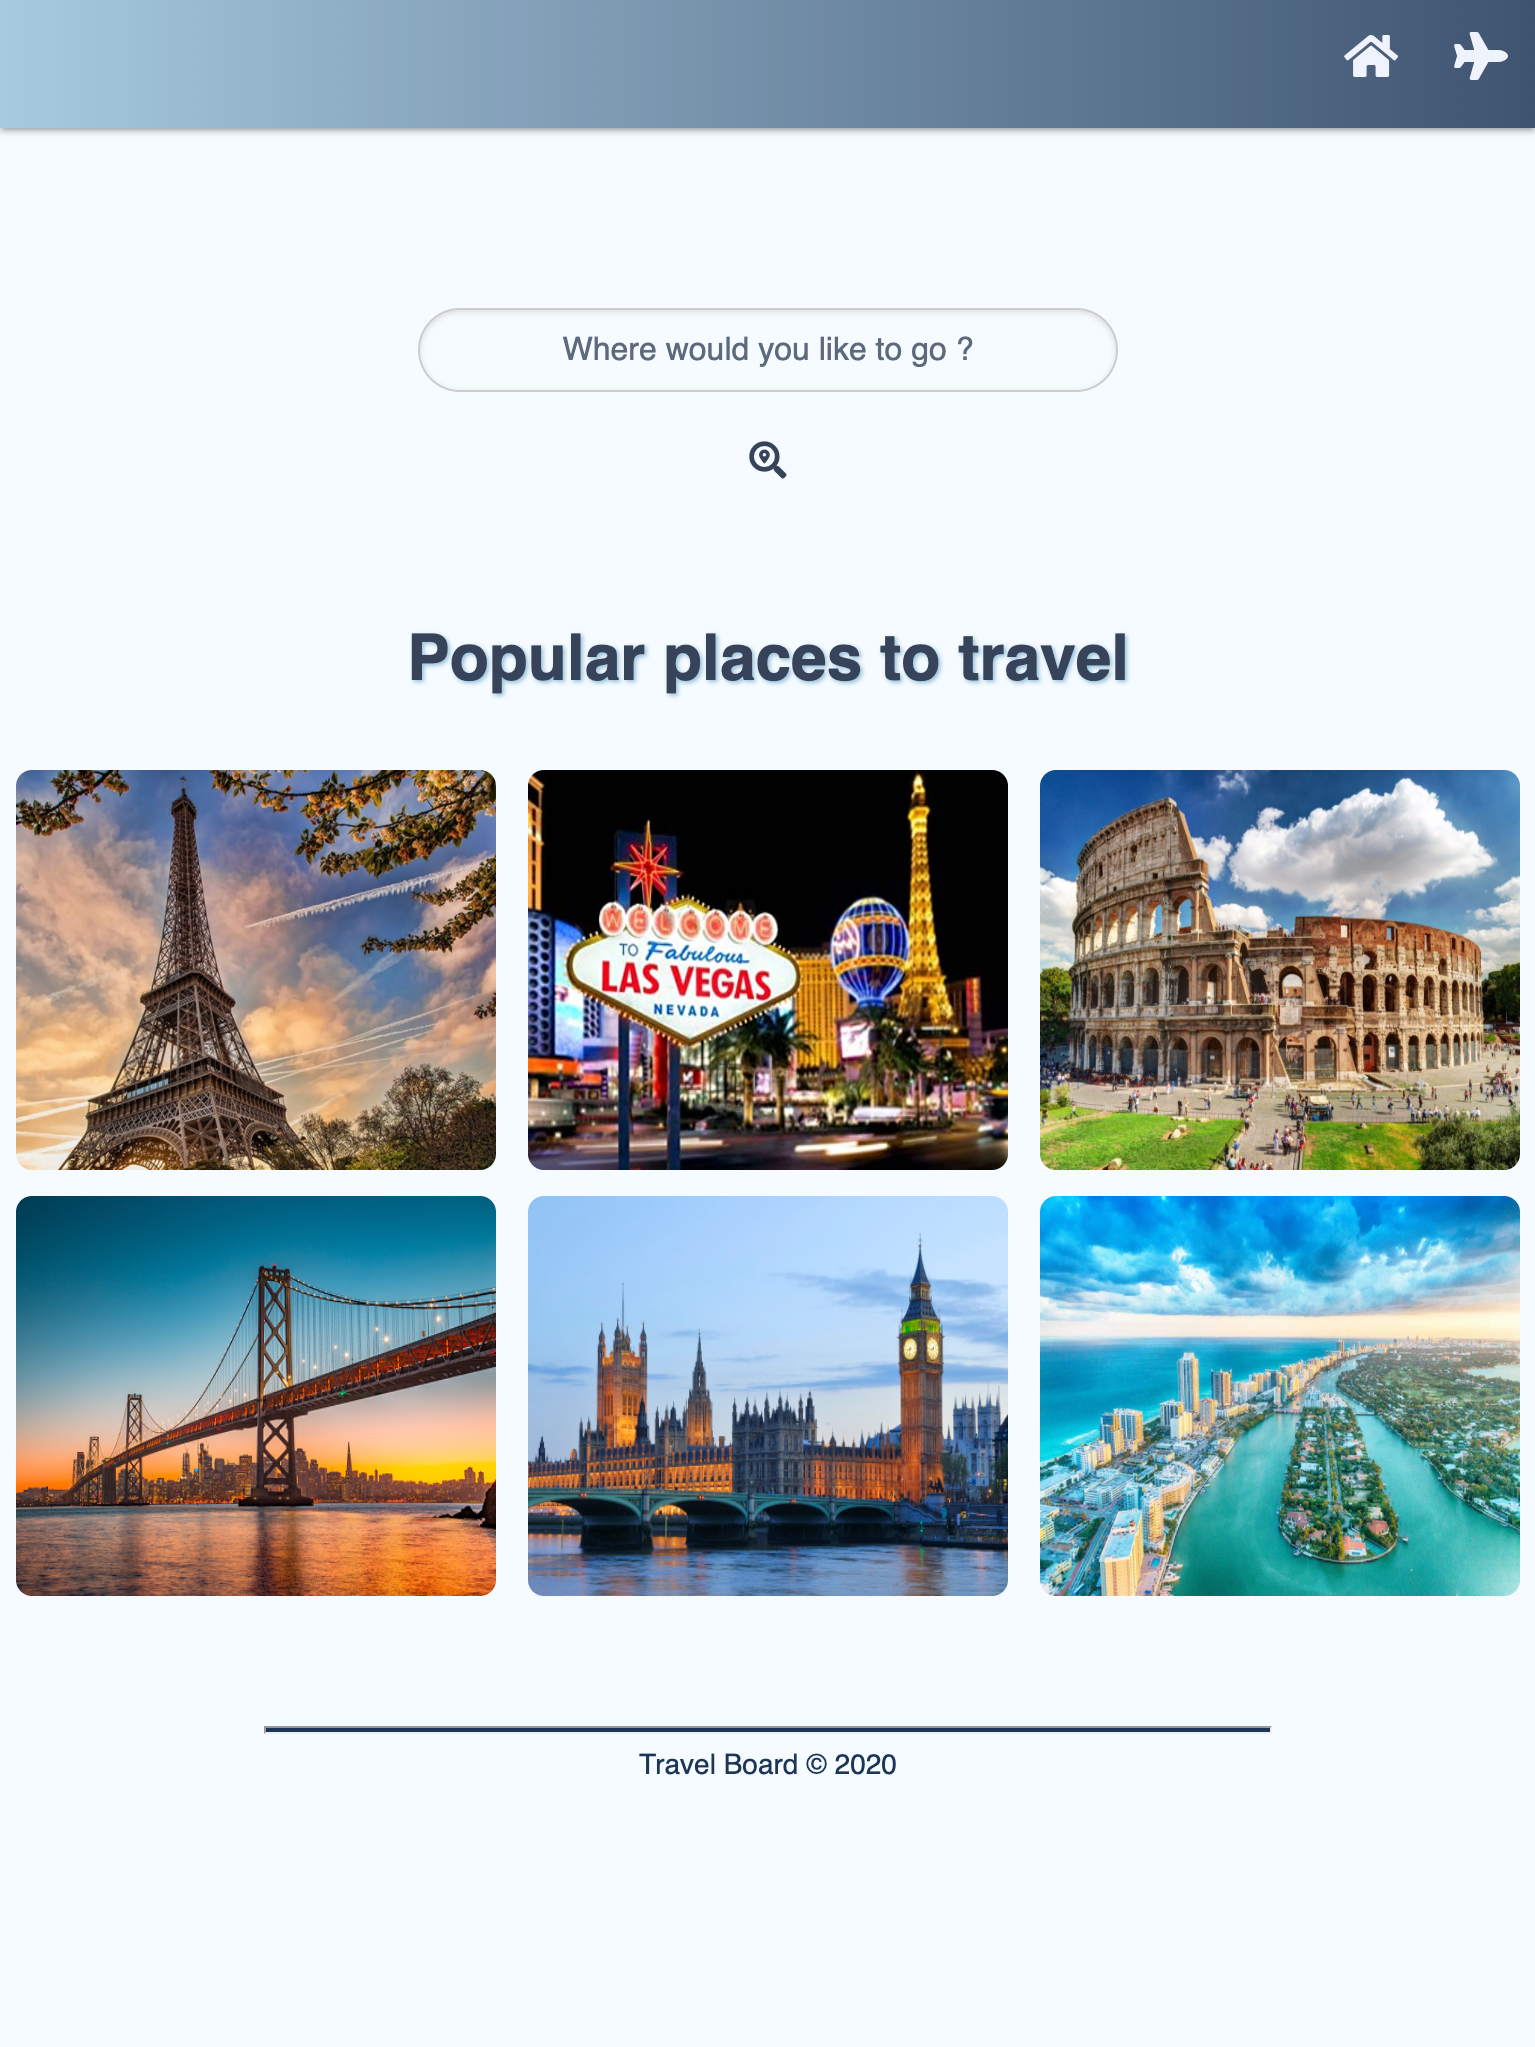 Where would you like to go ?
Popular places to travel
WELCOME
TO Fabulous
LAS VEGAS
NEVADA
Travel Board © 2020